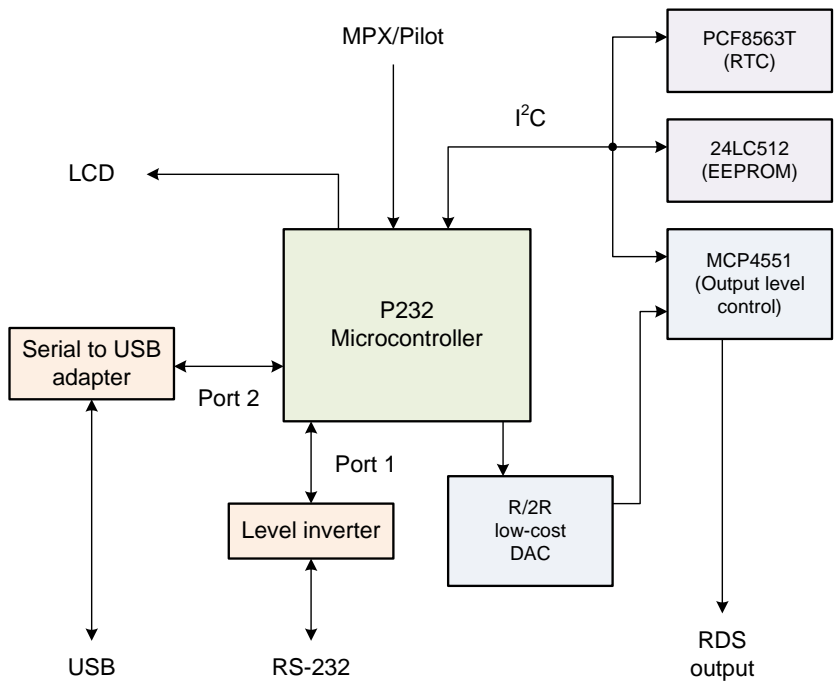 MPX/Pilot
PCF8563T
(RTC)
I²C
24LC512
(EEPROM)
LCD
MCP4551
(Output level
control)
P232
Microcontroller
Serial to USB
adapter
Port 2
Port 1
R/2R
low-cost
DAC
Level inverter
USB
RS-232
RDS
output